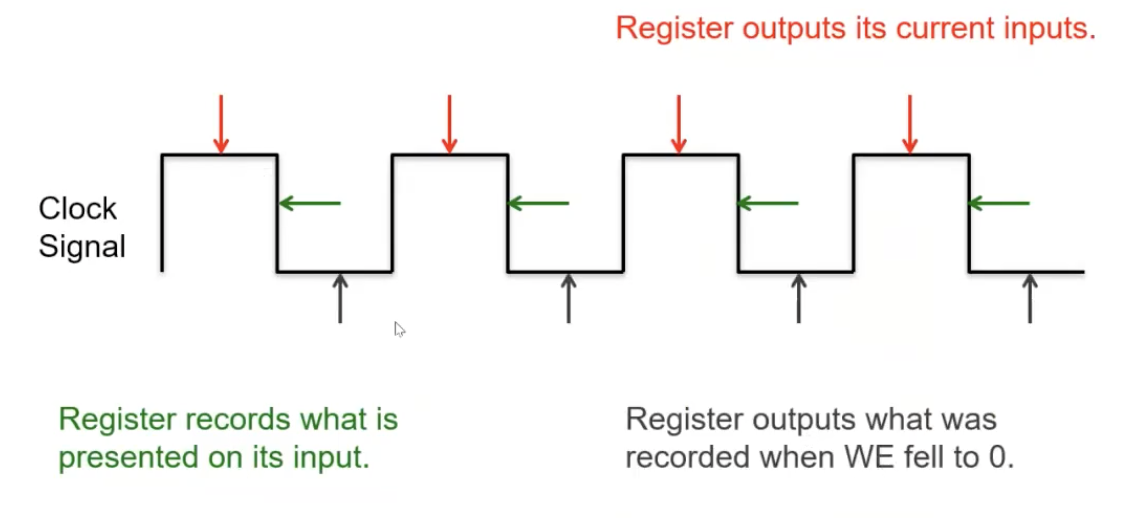 Register outputs its current inputs.
Clock
Signal
Register records what is
presented on its input.
Register outputs what was
recorded when WE fell to 0.